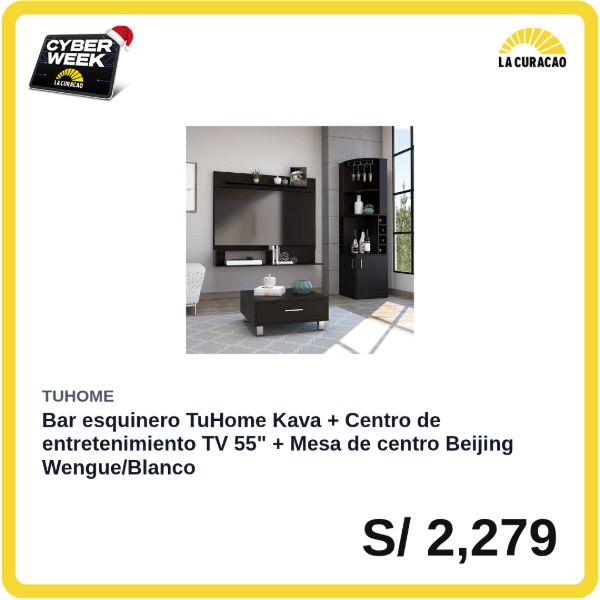 CYBER
WEEK
LA CURACAO
LA CURACAO
TUHOME
Bar esquinero TuHome Kava + Centro de
entretenimiento TV 55" + Mesa de centro Beijing
Wengue/Blanco
S/ 2,279